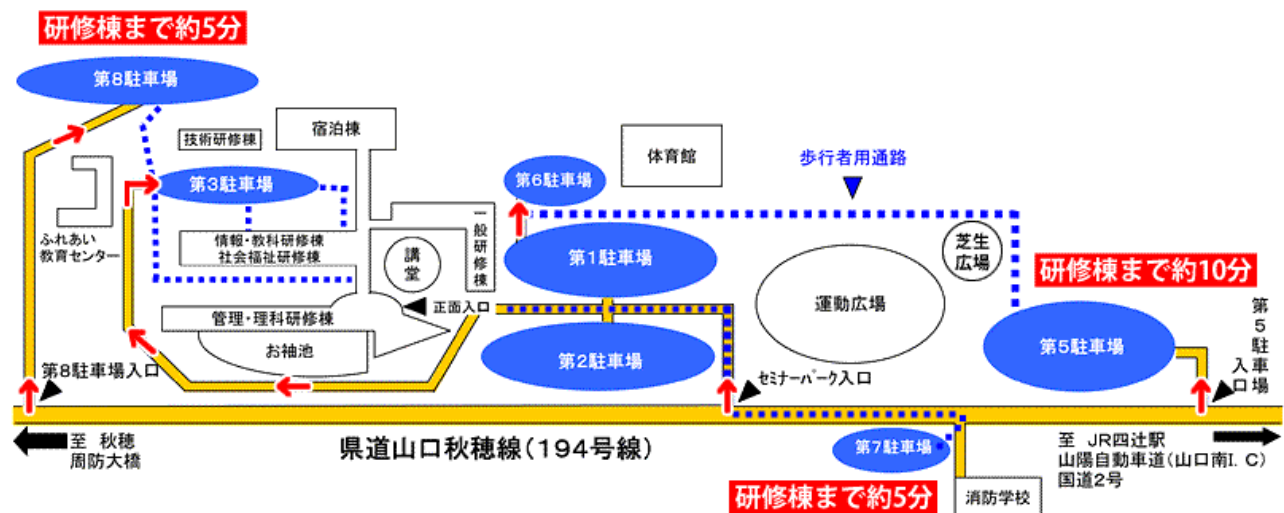 研修棟まで約5分
第8駐車場
技術研修棟
宿泊棟
体育館
歩行者用通路
第3駐車場
第6駐車場
ふれあい
教育センター
情報・教科研修棟
社会福祉研修棟
講堂
一般研修棟
第1駐車場
芝生
広場
研修棟まで約10分
運動広場
正面入口
管理・理科研修棟
お袖池
第2駐車場
第5駐車場
第5駐車場
入口
第8駐車場入口
セミナーパーク入口
至 秋穂
周防大橋
県道山口秋穂線(194号線)
第7駐車場
至 JR四辻駅
山陽自動車道(山口南I.C)
国道2号
研修棟まで約5分
消防学校